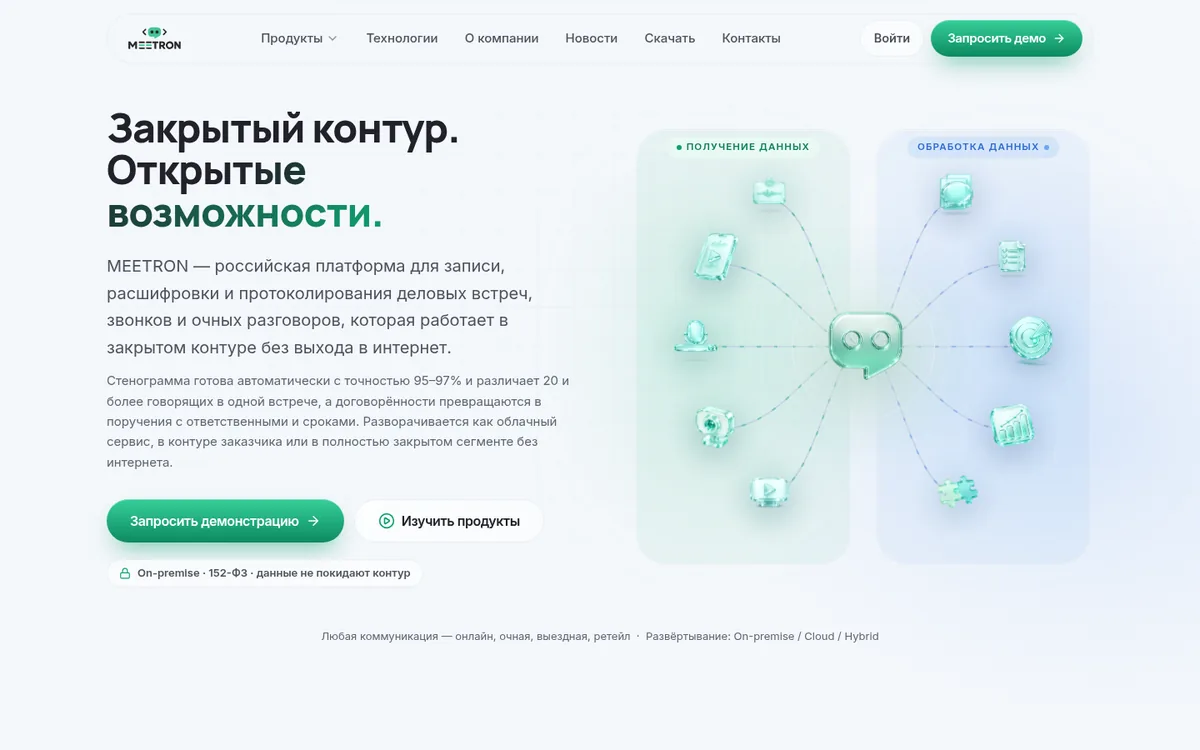 MEETRON
Продукты
Технологии
О компании
Новости
Скачать
Контакты
Войти
Запросить демо →
Закрытый контур.
Открытые
возможности.
MEETRON — российская платформа для записи,
расшифровки и протоколирования деловых встреч,
звонков и очных разговоров, которая работает в
закрытом контуре без выхода в интернет.
Стенограмма готова автоматически с точностью 95–97% и различает 20 и
более говорящих в одной встрече, а договорённости превращаются в
поручения с ответственными и сроками. Разворачивается как облачный
сервис, в контуре заказчика или в полностью закрытом сегменте без
интернета.
Запросить демонстрацию →
Изучить продукты
On-premise · 152-ФЗ · данные не покидают контур
ПОЛУЧЕНИЕ ДАННЫХ
ОБРАБОТКА ДАННЫХ
Любая коммуникация — онлайн, очная, выездная, ретейл · Развёртывание: On-premise / Cloud / Hybrid